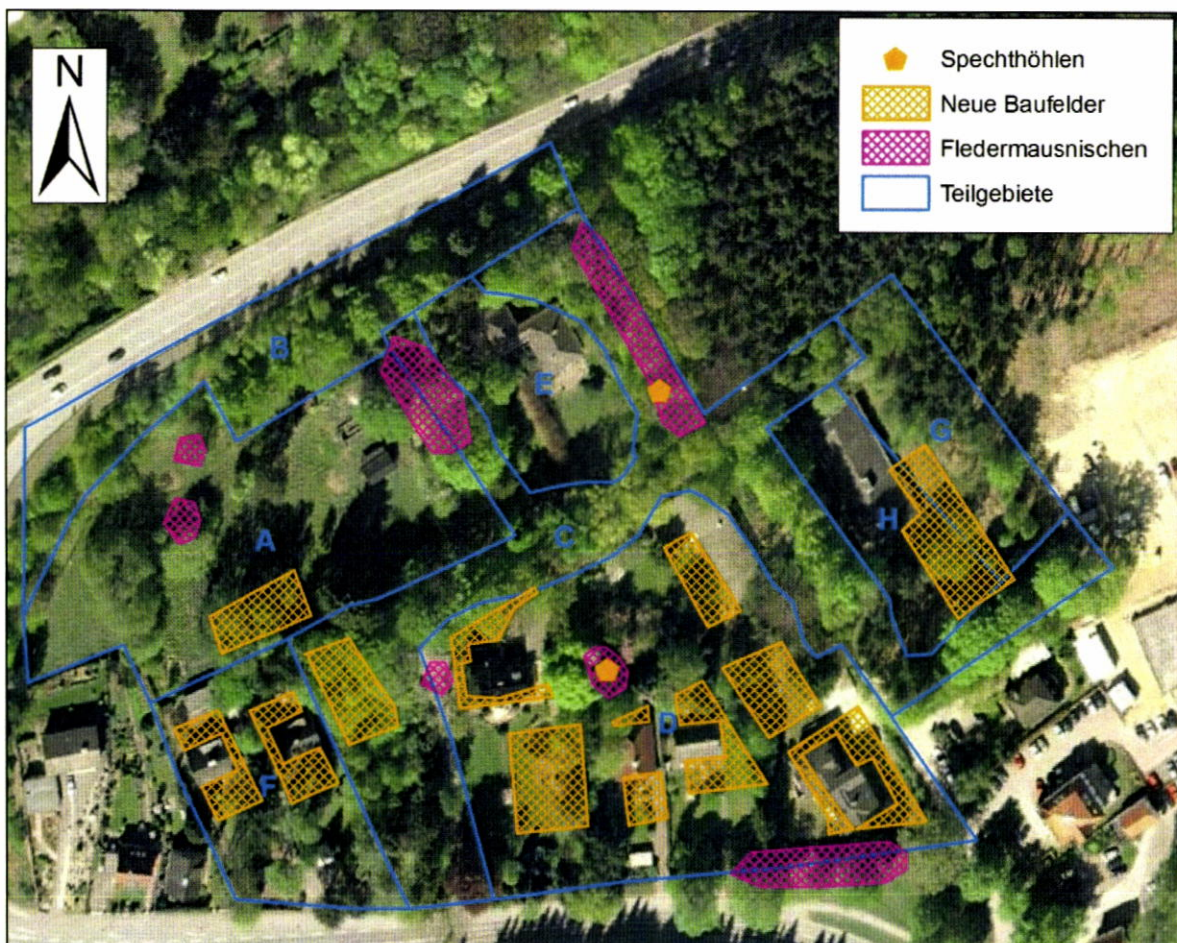 N
Spechthöhlen
Neue Baufelder
Fledermausnischen
Teilgebiete
B
E
G
A
C
H
D
F